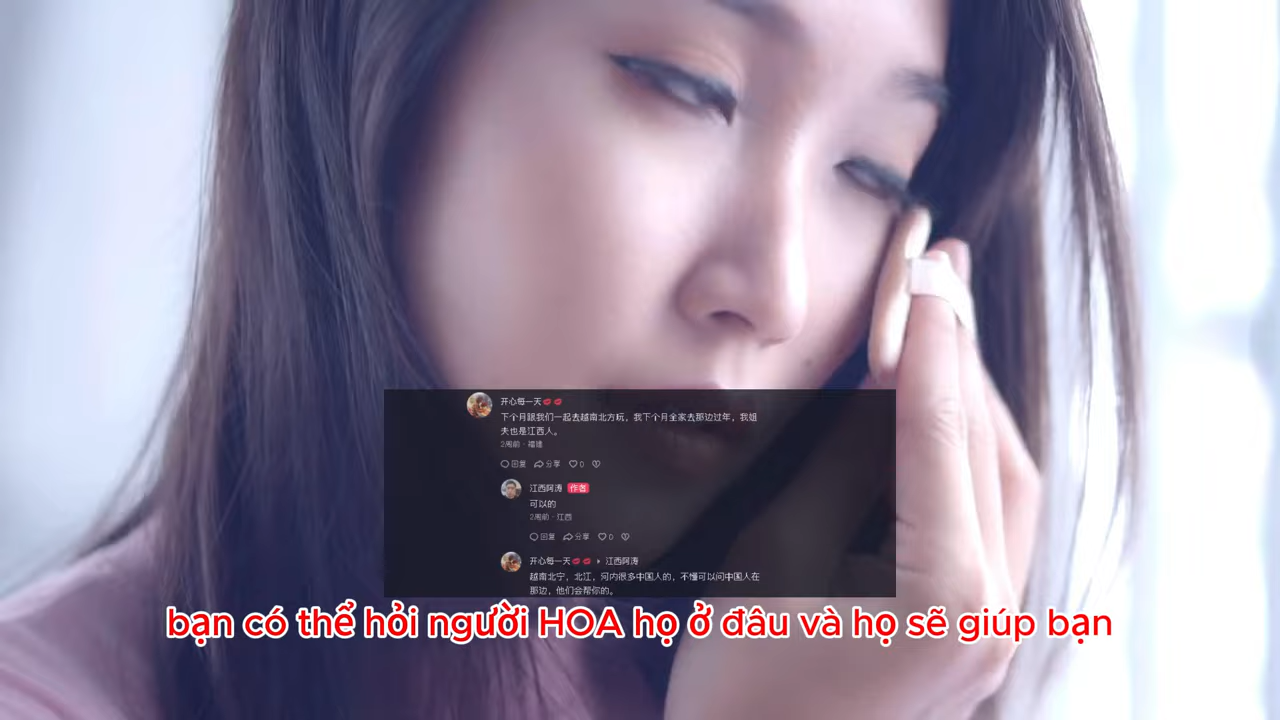 开心每一天💋💋
下个月跟我们一起去越南北方玩，我下个月全家去那边过年，我姐
夫也是江西人。
2周前·福建
回复 分享 0
江西阿涛 作者
可以的
2周前·江西
回复 分享 0
开心每一天💋💋 ▸ 江西阿涛
越南北宁，北江，河内很多中国人的，不懂可以问中国人在
那边，他们会帮你的。
bạn có thể hỏi người HOA họ ở đâu và họ sẽ giúp bạn